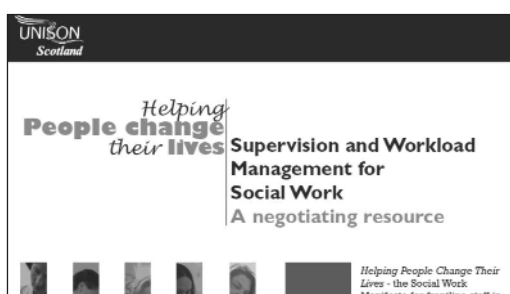 UNISON
Scotland
Helping
People change
their lives
Supervision and Workload
Management for
Social Work
A negotiating resource
Helping People Change Their
Lives - the Social Work